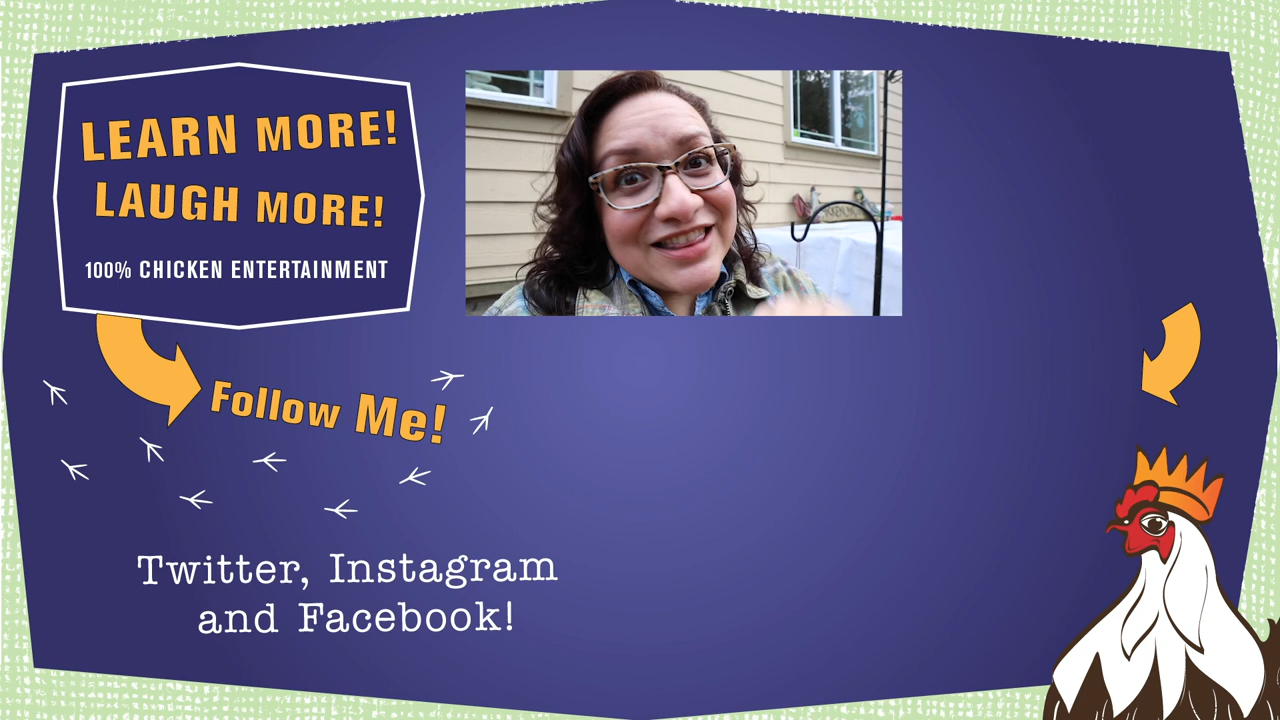 LEARN MORE!
LAUGH MORE!
100% CHICKEN ENTERTAINMENT
Follow Me!
Twitter, Instagram
and Facebook!